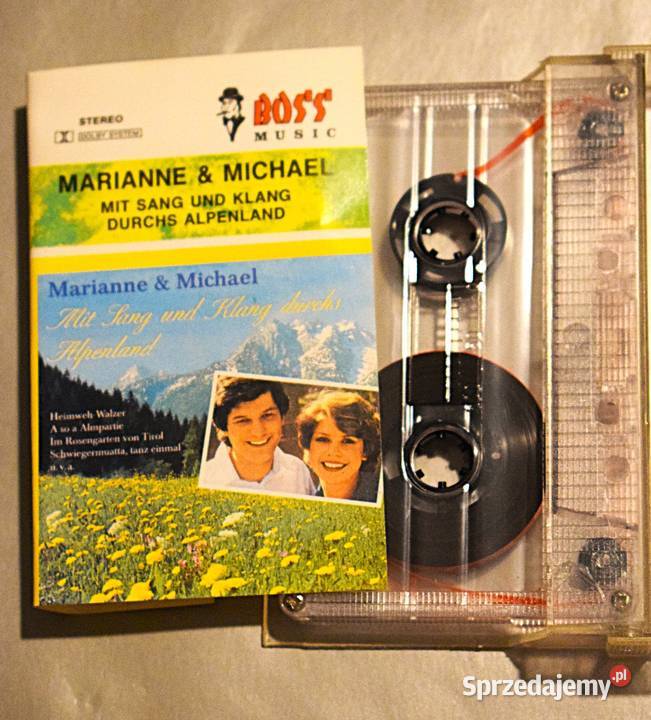 STEREO
DOLBY SYSTEM
BOSS
MUSIC
MARIANNE & MICHAEL
MIT SANG UND KLANG
DURCHS ALPENLAND
Marianne & Michael
Mit Sang und Klang durchs
Alpenland
Heimweh-Walzer
A so a Almpartie
Im Rosengarten von Tirol
Schwiegermuatta, tanz einmal
u.v.a.
Sprzedajemy.pl